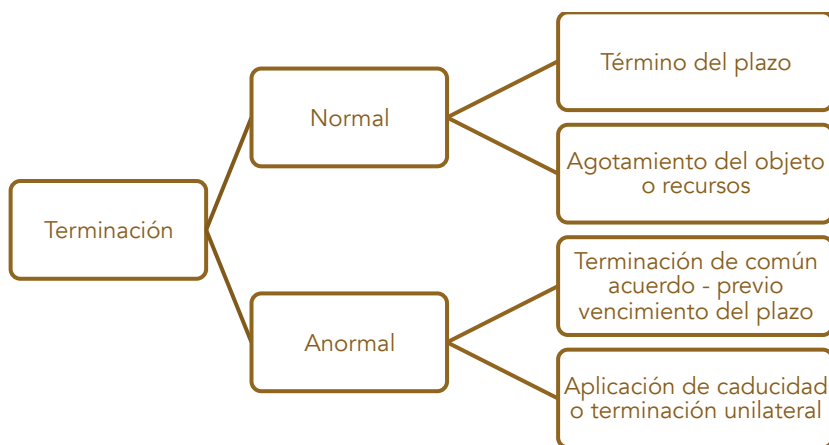 Terminación
Normal
Término del plazo
Agotamiento del objeto
o recursos
Anormal
Terminación de común
acuerdo - previo
vencimiento del plazo
Aplicación de caducidad
o terminación unilateral